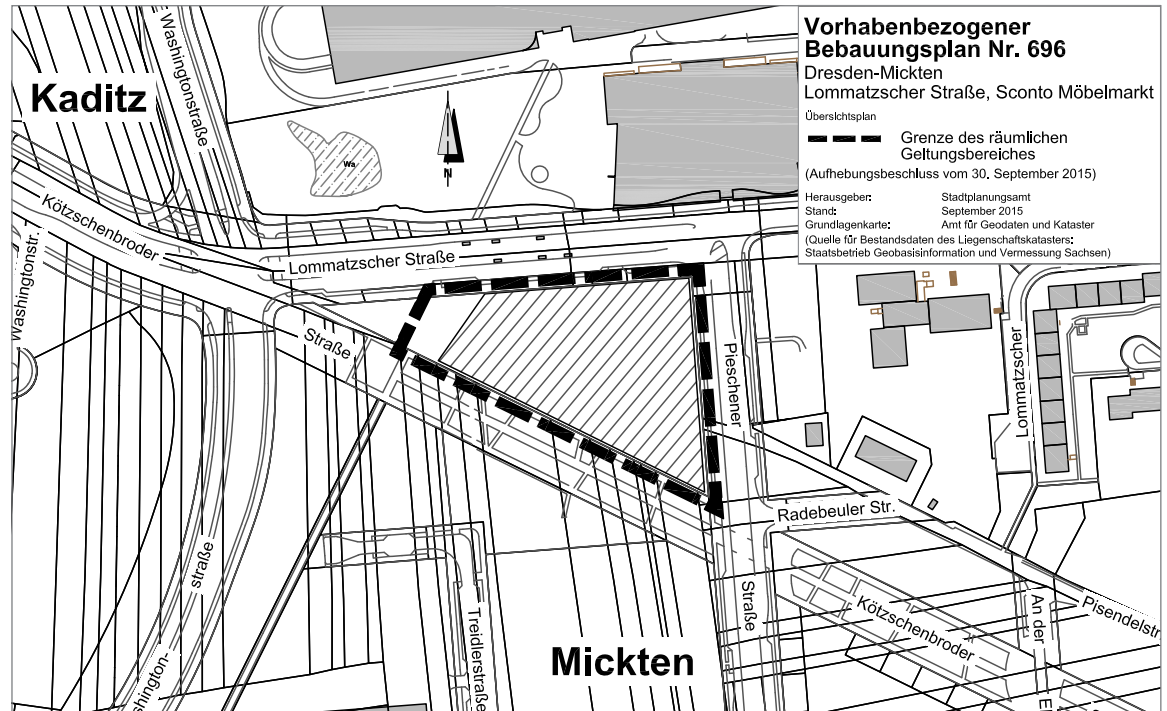 Vorhabenbezogener
Bebauungsplan Nr. 696
Dresden-Mickten
Lommatzscher Straße, Sconto Möbelmarkt
Übersichtsplan
Grenze des räumlichen
Geltungsbereiches
(Aufhebungsbeschluss vom 30. September 2015)
Herausgeber: Stadtplanungsamt
Stand: September 2015
Grundlagenkarte: Amt für Geodaten und Kataster
(Quelle für Bestandsdaten des Liegenschaftskatasters:
Staatsbetrieb Geobasisinformation und Vermessung Sachsen)
Kaditz
Washingtonstraße
Wa
N
Kötzschenbroder
Lommatzscher Straße
Washingtonstr.
Straße
Pieschener
Lommatzscher
Radebeuler Str.
straße
Treidlerstraße
Straße
Kötzschenbroder
An der
Pisendelstr
Mickten
shington-
El